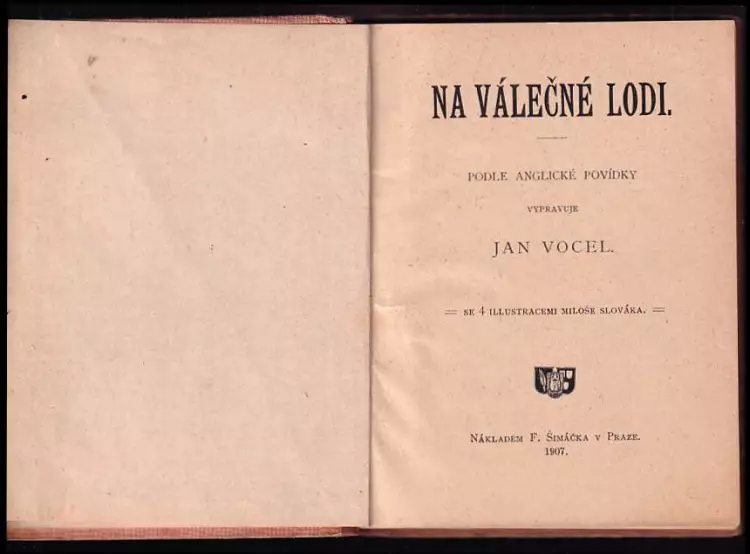 NA VÁLEČNÉ LODI.
PODLE ANGLICKÉ POVÍDKY
VYPRAVUJE
JAN VOCEL.
= SE 4 ILLUSTRACEMI MILOŠE SLOVÁKA. =
NÁKLADEM F. ŠIMÁČKA V PRAZE.
1907.